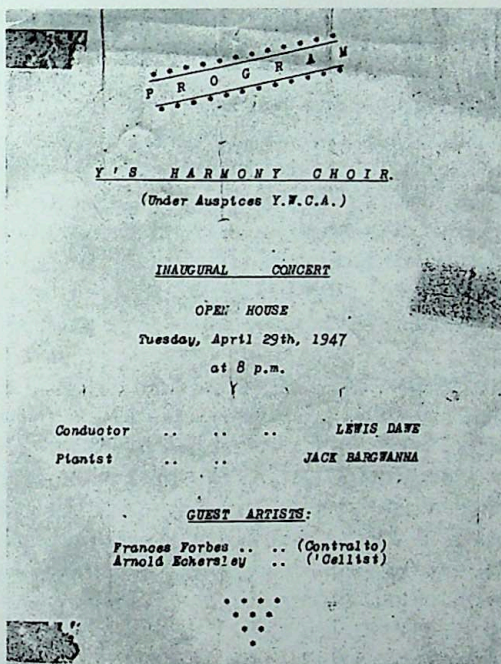 PROGRAM
Y'S HARMONY CHOIR.
(Under Auspices Y.W.C.A.)
INAUGURAL CONCERT
OPEN HOUSE
Tuesday, April 29th, 1947
at 8 p.m.
Conductor .. .. .. LEWIS DAWE
Pianist .. .. JACK BARGWANNA
GUEST ARTISTS:
Frances Forbes .. .. (Contralto)
Arnold Eckersley .. ('Cellist)